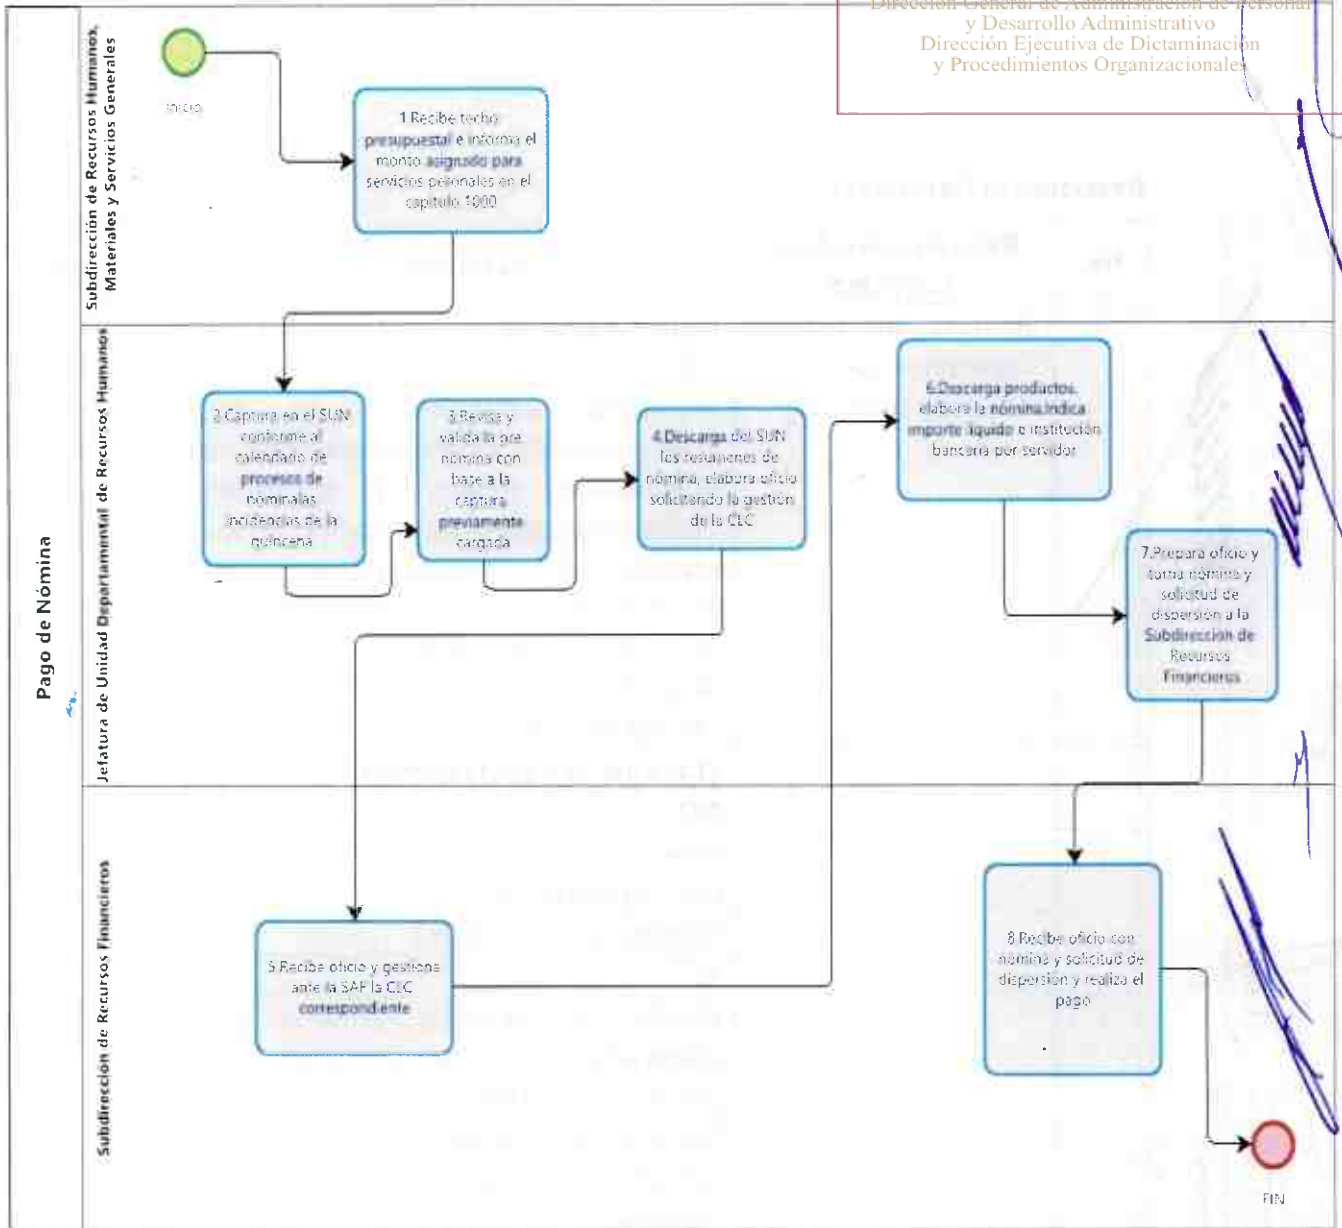 Dirección General de Administración de Personal
y Desarrollo Administrativo
Dirección Ejecutiva de Dictaminación
y Procedimientos Organizacionales
Pago de Nómina
Subdirección de Recursos Humanos,
Materiales y Servicios Generales
Inicio
1.Recibe techo
presupuestal e informa el
monto asignado para
servicios personales en el
capítulo 1000
Jefatura de Unidad Departamental de Recursos Humanos
2.Captura en el SUN
conforme al
calendario de
procesos de
nominalas
incidencias de la
quincena
3.Revisa y
valida la pre
nomina con
base a la
captura
previamente
cargada
4.Descarga del SUN
los resumenes de
nómina, elabora oficio
solicitando la gestión
de la CLC
6.Descarga productos,
elabora la nómina.Indica
importe líquido e institución
bancaria por servidor
7.Prepara oficio y
turna nómina y
solicitud de
dispersión a la
Subdirección de
Recursos
Financieros
Subdirección de Recursos Financieros
5.Recibe oficio y gestiona
ante la SAF la CLC
correspondiente
8.Recibe oficio con
nómina y solicitud de
dispersión y realiza el
pago
FIN